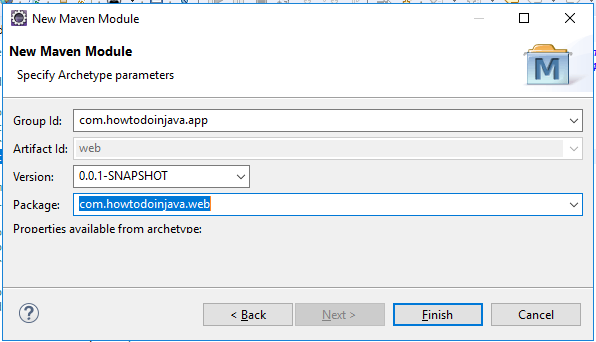 New Maven Module
New Maven Module
Specify Archetype parameters
M
Group Id: com.howtodoinjava.app
Artifact Id: web
Version: 0.0.1-SNAPSHOT
Package: com.howtodoinjava.web
Properties available from archetype:
? < Back Next > Finish Cancel